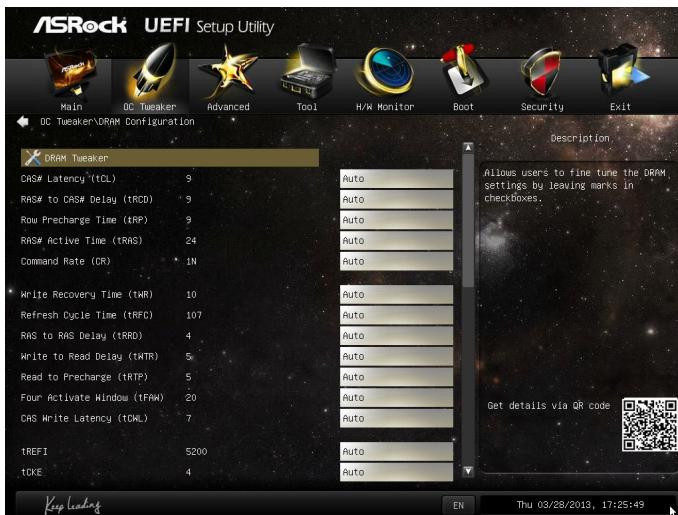 ASRock UEFI Setup Utility
ASRock
Main OC Tweaker Advanced Tool H/W Monitor Boot Security Exit
OC Tweaker\DRAM Configuration
Description
DRAM Tweaker
Allows users to fine tune the DRAM
settings by leaving marks in
checkboxes.
CAS# Latency (tCL) 9 Auto
RAS# to CAS# Delay (tRCD) 9 Auto
Row Precharge Time (tRP) 9 Auto
RAS# Active Time (tRAS) 24 Auto
Command Rate (CR) 1N Auto
Write Recovery Time (tWR) 10 Auto
Refresh Cycle Time (tRFC) 107 Auto
RAS to RAS Delay (tRRD) 4 Auto
Write to Read Delay (tWTR) 5 Auto
Read to Precharge (tRTP) 5 Auto
Four Activate Window (tFAW) 20 Auto
CAS Write Latency (tCWL) 7 Auto
Get details via QR code
tREFI 5200 Auto
tCKE 4 Auto
Keep Leading
EN
Thu 03/28/2013, 17:25:49